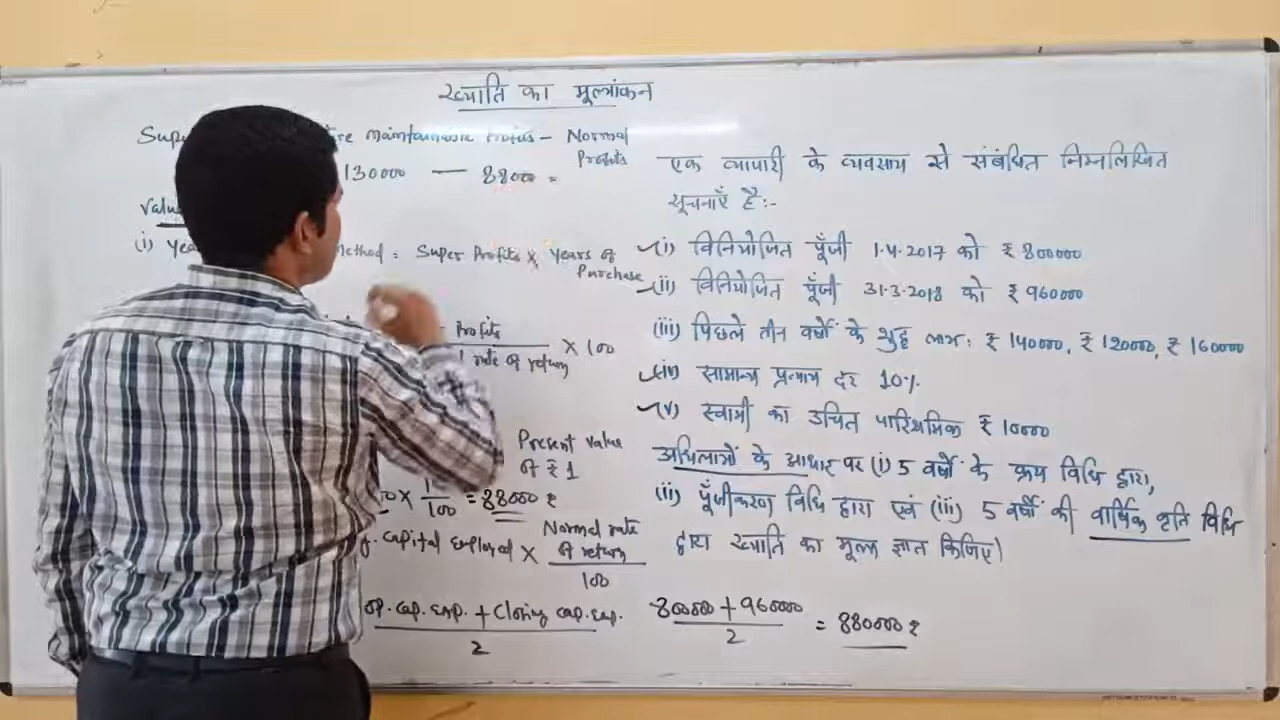 ख्याति का मूल्यांकन
Maintainable Profits - Normal
Profits
130000 — 88000 =
(i) Method = Super Profits × Years of
Purchase
Profits
rate of return × 100
Present value
of ₹ 1
× 1/100 = 88000 ₹
Capital Employed × Normal rate
of return
100
op. cap. emp. + Closing cap. emp.
2
एक व्यापारी के व्यवसाय से संबंधित निम्नलिखित
सूचनाएँ है:-
(i) विनियोजित पूँजी 1.4.2017 को ₹ 800000
(ii) विनियोजित पूँजी 31.3.2018 को ₹ 960000
(iii) पिछले तीन वर्षों के शुद्ध लाभ: ₹ 140000, ₹ 120000, ₹ 160000
(iv) सामान्य प्रत्याय दर 10%
(v) स्वामी का उचित पारिश्रमिक ₹ 10000
अधिलाभों के आधार पर (i) 5 वर्षों के क्रय विधि द्वारा,
(ii) पूँजीकरण विधि द्वारा एवं (iii) 5 वर्षों की वार्षिक वृति विधि
द्वारा ख्याति का मूल्य ज्ञात किजिए।
800000 + 960000
2
= 880000 ₹